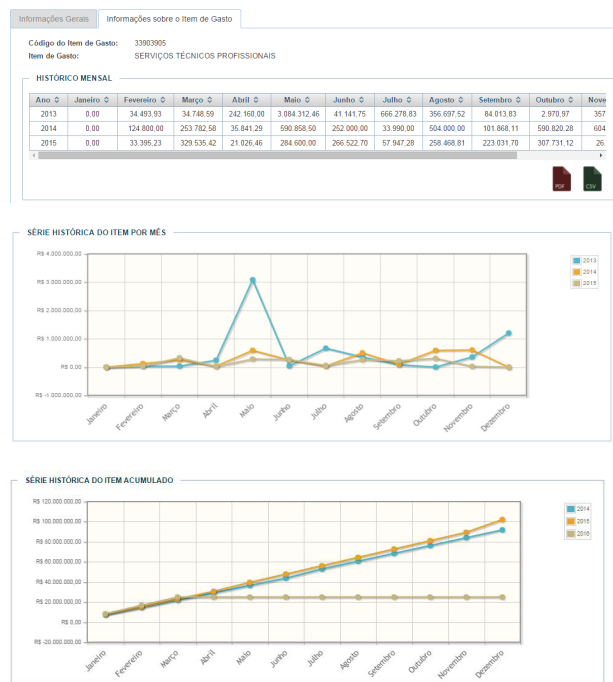 Informações Gerais Informações sobre o Item de Gasto
Código do Item de Gasto: 33903905
Item de Gasto: SERVIÇOS TÉCNICOS PROFISSIONAIS
HISTÓRICO MENSAL
Ano Janeiro Fevereiro Março Abril Maio Junho Julho Agosto Setembro Outubro Nove
2013 0,00 34.493,93 34.748,59 242.160,00 3.084.312,46 41.141,75 666.278,83 356.697,52 84.013,83 2.970,97 357
2014 0,00 124.800,00 253.782,58 35.841,29 590.858,50 252.000,00 33.990,00 504.000,00 101.868,11 590.820,28 604
2015 0,00 33.395,23 329.535,42 21.026,46 284.600,00 266.522,70 57.947,28 258.468,81 223.031,70 307.731,12 26.
PDF CSV
SÉRIE HISTÓRICA DO ITEM POR MÊS
R$ 4.000.000,00
R$ 3.000.000,00
R$ 2.000.000,00
R$ 1.000.000,00
R$ 0,00
R$ -1.000.000,00
Janeiro Fevereiro Março Abril Maio Junho Julho Agosto Setembro Outubro Novembro Dezembro
2013
2014
2015
SÉRIE HISTÓRICA DO ITEM ACUMULADO
R$ 120.000.000,00
R$ 100.000.000,00
R$ 80.000.000,00
R$ 60.000.000,00
R$ 40.000.000,00
R$ 20.000.000,00
R$ 0,00
R$ -20.000.000,00
Janeiro Fevereiro Março Abril Maio Junho Julho Agosto Setembro Outubro Novembro Dezembro
2014
2015
2016